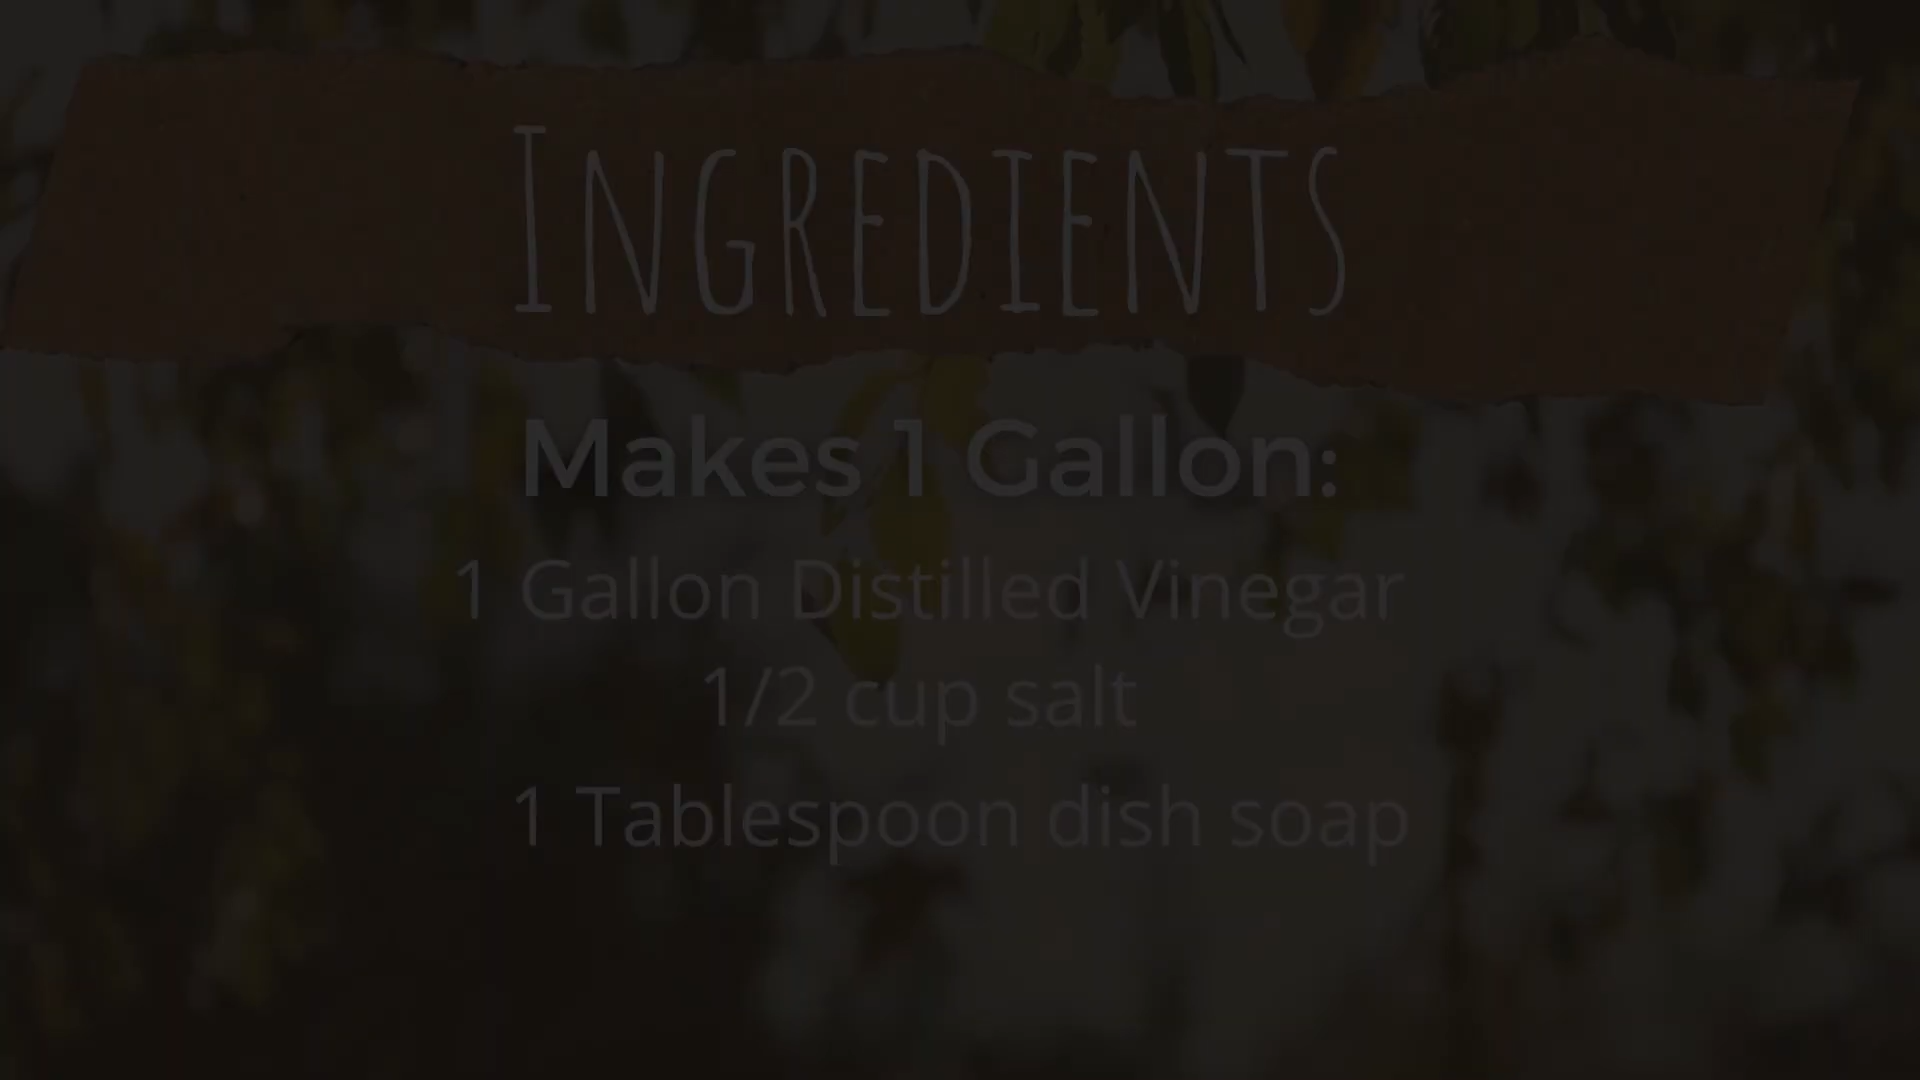 INGREDIENTS
Makes 1 Gallon:
1 Gallon Distilled Vinegar
1/2 cup salt
1 Tablespoon dish soap